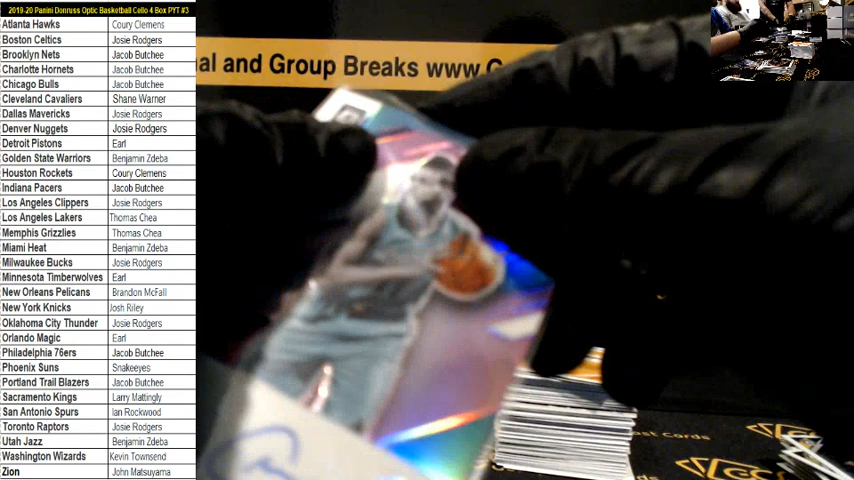 2019-20 Panini Donruss Optic Basketball Cello 4 Box PYT #3
Atlanta Hawks Coury Clemens
Boston Celtics Josie Rodgers
Brooklyn Nets Jacob Butchee
Charlotte Hornets Jacob Butchee
Chicago Bulls Jacob Butchee
Cleveland Cavaliers Shane Warner
Dallas Mavericks Josie Rodgers
Denver Nuggets Josie Rodgers
Detroit Pistons Earl
Golden State Warriors Benjamin Zdeba
Houston Rockets Coury Clemens
Indiana Pacers Jacob Butchee
Los Angeles Clippers Josie Rodgers
Los Angeles Lakers Thomas Chea
Memphis Grizzlies Thomas Chea
Miami Heat Benjamin Zdeba
Milwaukee Bucks Josie Rodgers
Minnesota Timberwolves Earl
New Orleans Pelicans Brandon McFall
New York Knicks Josh Riley
Oklahoma City Thunder Josie Rodgers
Orlando Magic Earl
Philadelphia 76ers Jacob Butchee
Phoenix Suns Snakeeyes
Portland Trail Blazers Jacob Butchee
Sacramento Kings Larry Mattingly
San Antonio Spurs Ian Rockwood
Toronto Raptors Josie Rodgers
Utah Jazz Benjamin Zdeba
Washington Wizards Kevin Townsend
Zion John Matsuyama
al and Group Breaks www.
ost Cards